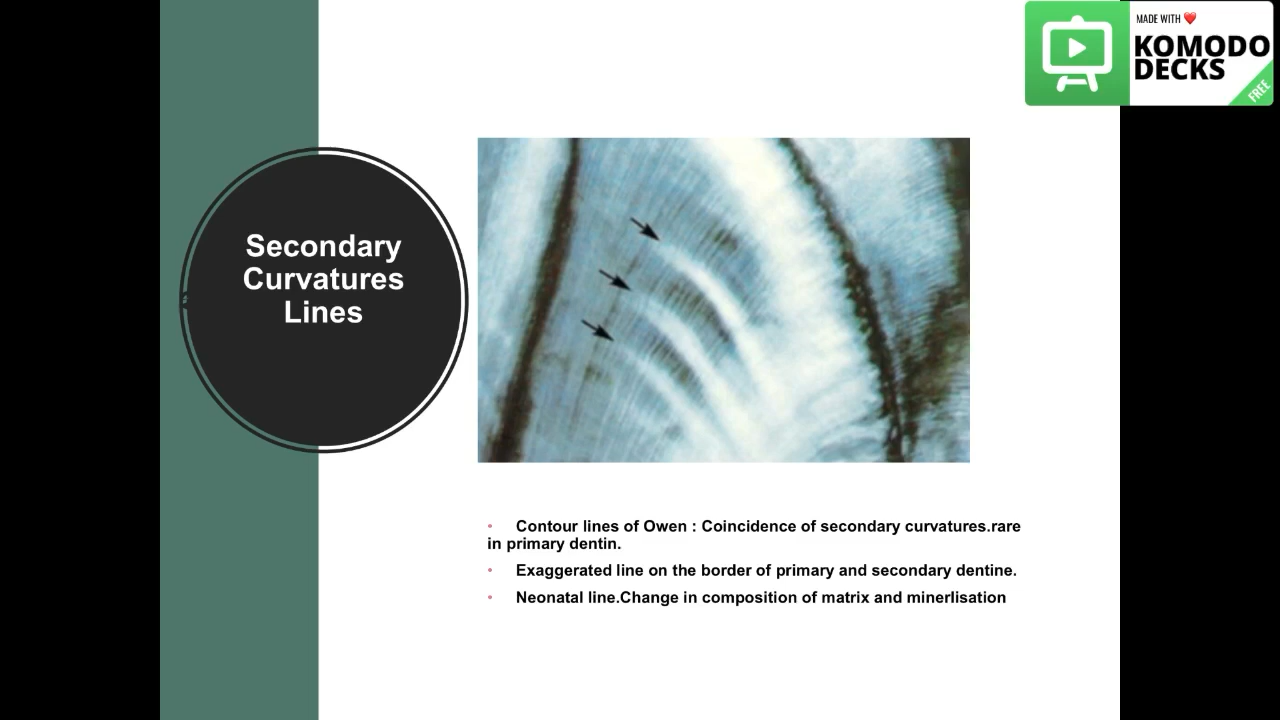 MADE WITH ❤️
KOMODO
DECKS
FREE
Secondary
Curvatures
Lines
• Contour lines of Owen : Coincidence of secondary curvatures.rare
in primary dentin.
• Exaggerated line on the border of primary and secondary dentine.
• Neonatal line.Change in composition of matrix and minerlisation